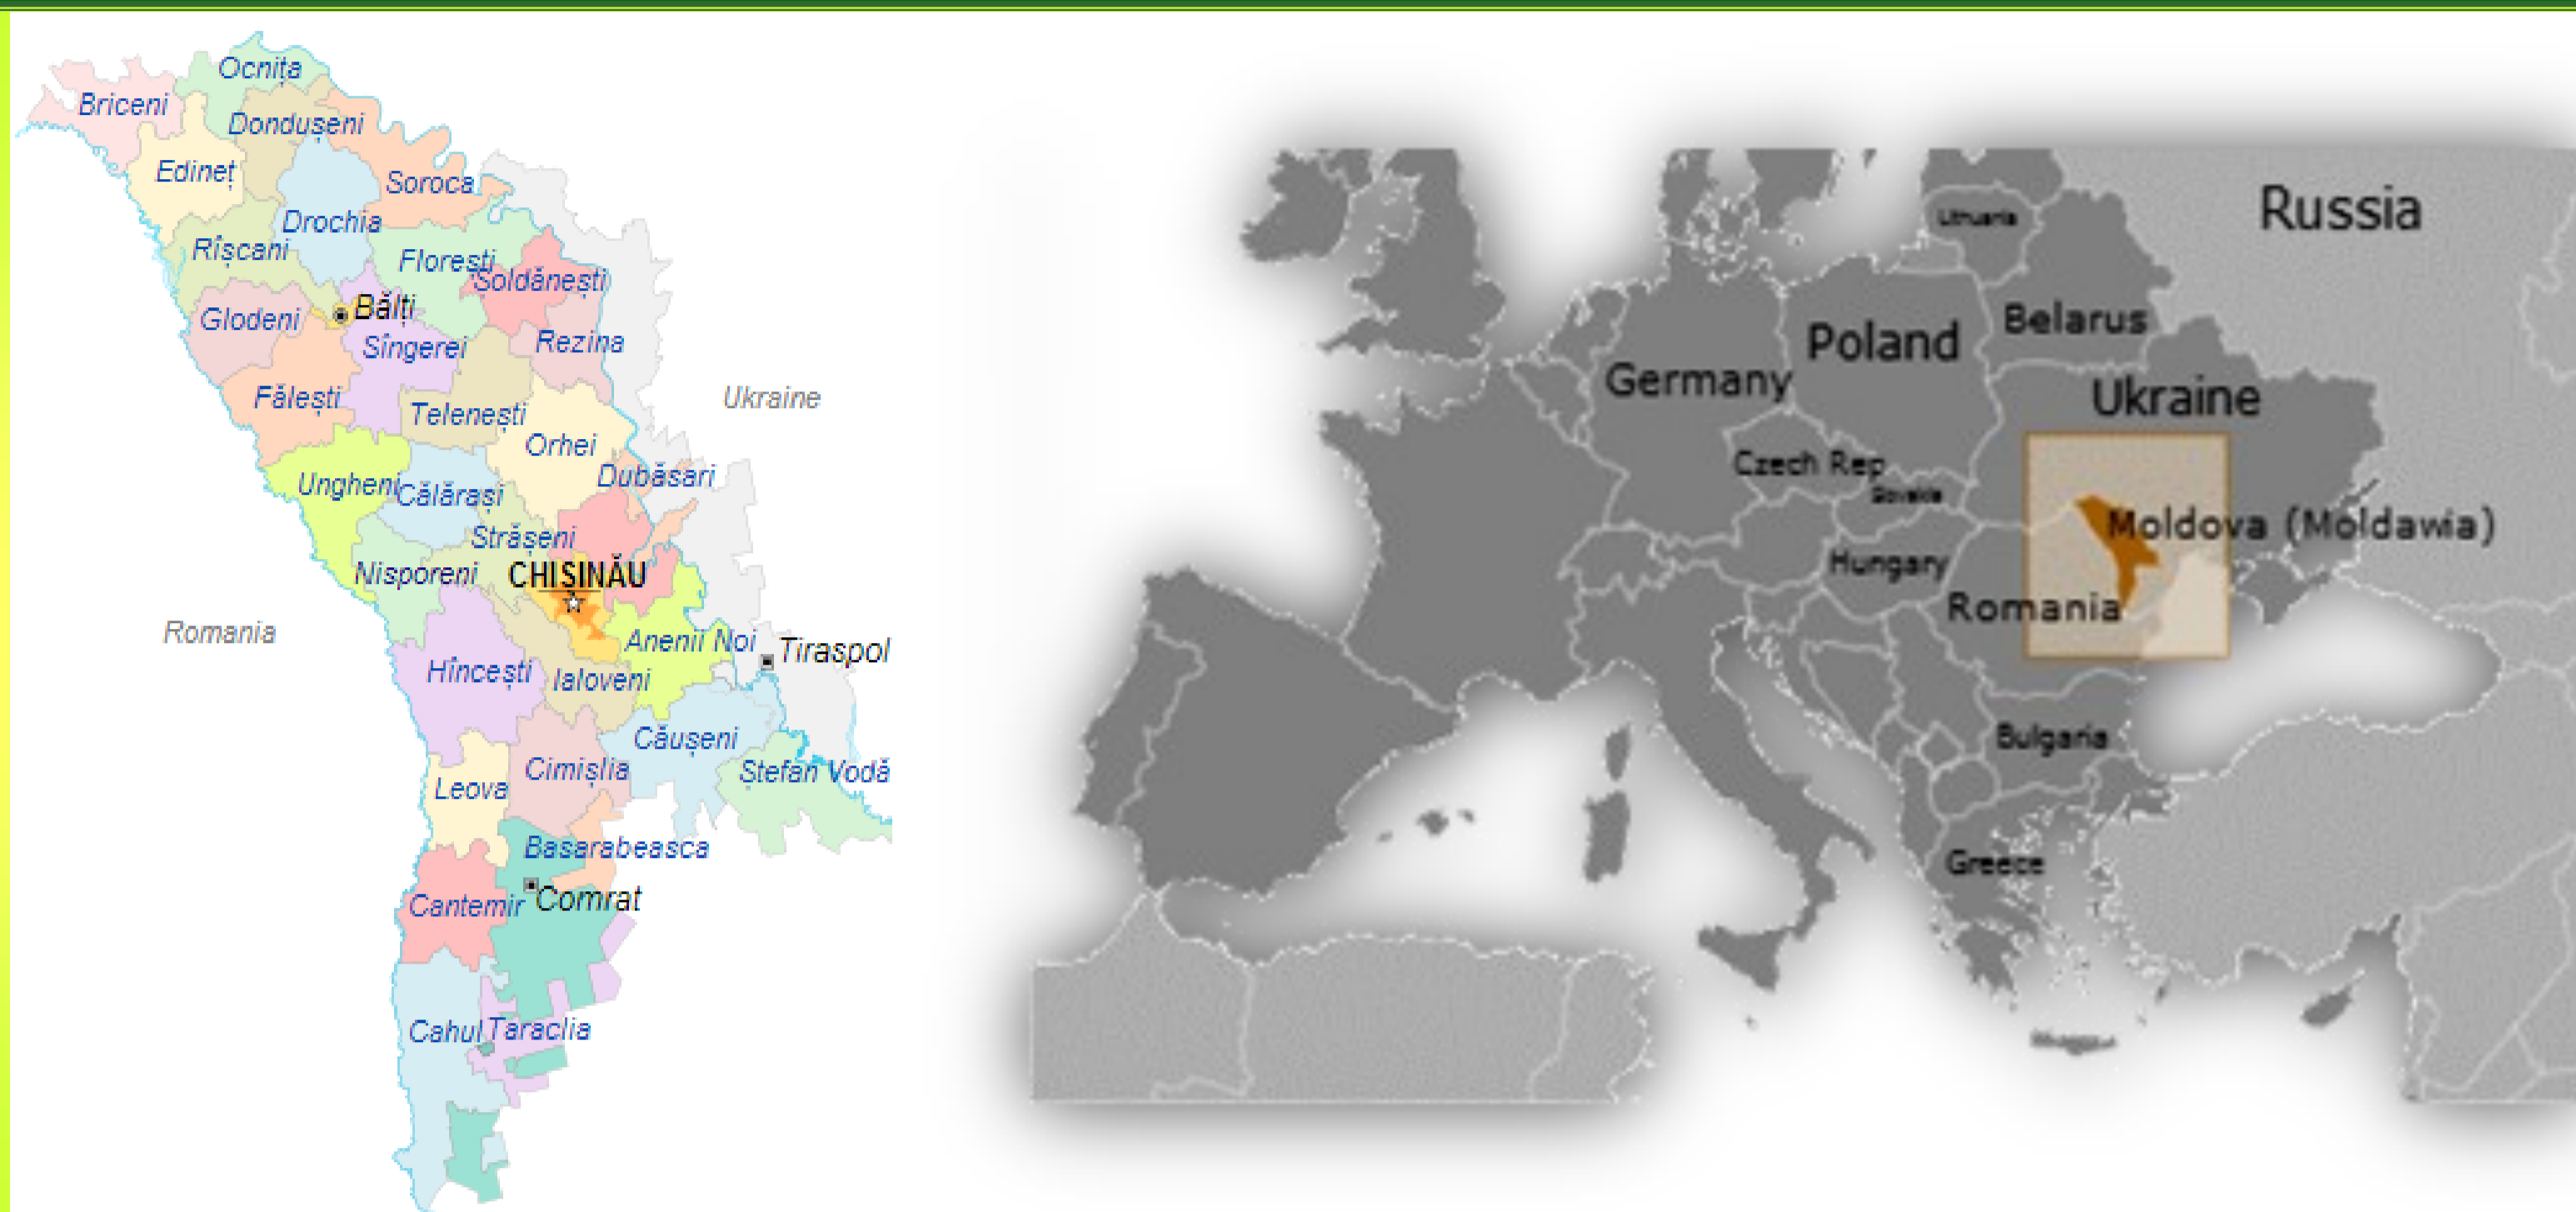 Ocnița
Briceni
Dondușeni
Edineț
Soroca
Drochia
Rîșcani
Florești
Șoldănești
Bălți
Glodeni
Rezina
Sîngerei
Fălești
Telenești
Ukraine
Orhei
Dubăsari
Ungheni
Călărași
Strășeni
Nisporeni
CHIȘINĂU
Romania
Anenii Noi
Tiraspol
Hîncești
Ialoveni
Căușeni
Cimișlia
Ștefan Vodă
Leova
Basarabeasca
Comrat
Cantemir
Cahul
Taraclia
Russia
Lithuania
Belarus
Poland
Germany
Ukraine
Czech Rep
Slovakia
Moldova (Moldawia)
Hungary
Romania
Bulgaria
Greece